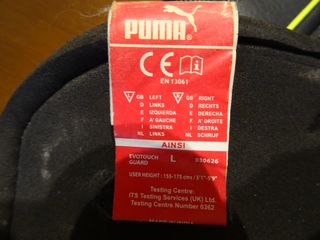 PUMA
CE
EN 13061
GB LEFT
D LINKS
E IZQUIERDA
F A' GAUCHE
I SINISTRA
NL LINKS
GB RIGHT
D RECHTS
E DERECHA
F A' DROITE
I DESTRA
NL SCHRIJF
AINSI
EVOTOUCH GUARD L 030626
USER HEIGHT : 155-175 cms / 5'1"-5'9"
Testing Centre:
ITS Testing Services (UK) Ltd.
Testing Centre Number 0362
MADE IN